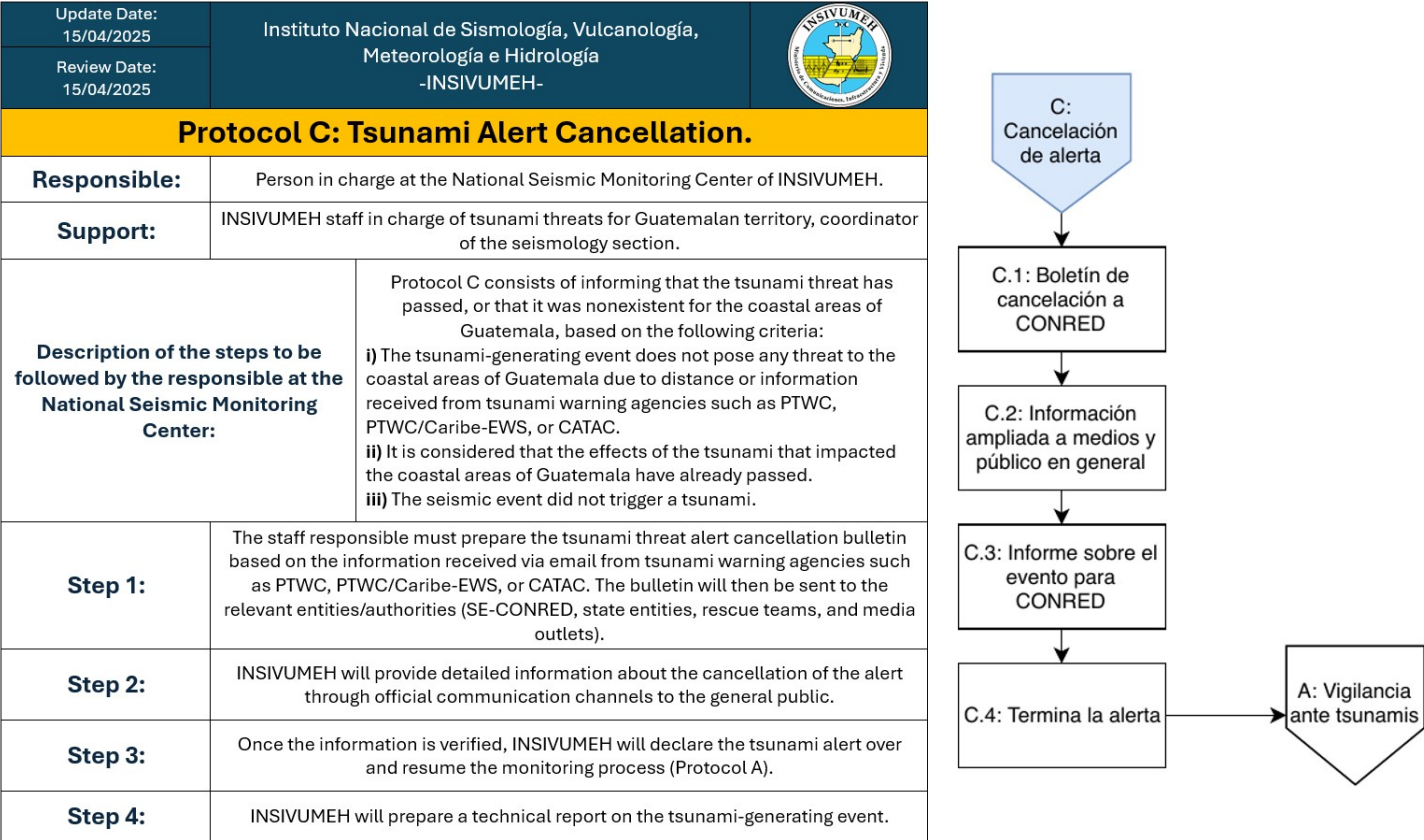 Update Date:
15/04/2025
Review Date:
15/04/2025
Instituto Nacional de Sismología, Vulcanología,
Meteorología e Hidrología
-INSIVUMEH-
INSIVUMEH
Ministerio de Comunicaciones, Infraestructura y Vivienda
Protocol C: Tsunami Alert Cancellation.
Responsible:
Person in charge at the National Seismic Monitoring Center of INSIVUMEH.
Support:
INSIVUMEH staff in charge of tsunami threats for Guatemalan territory, coordinator
of the seismology section.
Description of the steps to be
followed by the responsible at the
National Seismic Monitoring
Center:
Protocol C consists of informing that the tsunami threat has
passed, or that it was nonexistent for the coastal areas of
Guatemala, based on the following criteria:
i) The tsunami-generating event does not pose any threat to the
coastal areas of Guatemala due to distance or information
received from tsunami warning agencies such as PTWC,
PTWC/Caribe-EWS, or CATAC.
ii) It is considered that the effects of the tsunami that impacted
the coastal areas of Guatemala have already passed.
iii) The seismic event did not trigger a tsunami.
Step 1:
The staff responsible must prepare the tsunami threat alert cancellation bulletin
based on the information received via email from tsunami warning agencies such
as PTWC, PTWC/Caribe-EWS, or CATAC. The bulletin will then be sent to the
relevant entities/authorities (SE-CONRED, state entities, rescue teams, and media
outlets).
Step 2:
INSIVUMEH will provide detailed information about the cancellation of the alert
through official communication channels to the general public.
Step 3:
Once the information is verified, INSIVUMEH will declare the tsunami alert over
and resume the monitoring process (Protocol A).
Step 4:
INSIVUMEH will prepare a technical report on the tsunami-generating event.
C:
Cancelación
de alerta
C.1: Boletín de
cancelación a
CONRED
C.2: Información
ampliada a medios y
público en general
C.3: Informe sobre el
evento para
CONRED
C.4: Termina la alerta
A: Vigilancia
ante tsunamis